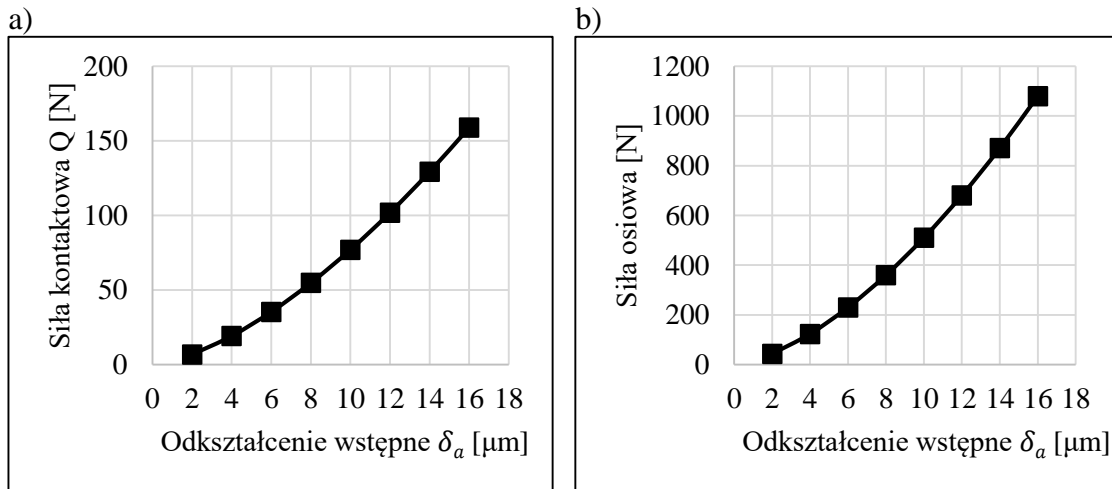 a)
200
150
100
50
0
0 2 4 6 8 10 12 14 16 18
Siła kontaktowa Q [N]
Odkształcenie wstępne δₐ [μm]
b)
1200
1000
800
600
400
200
0
0 2 4 6 8 10 12 14 16 18
Siła osiowa [N]
Odkształcenie wstępne δₐ [μm]